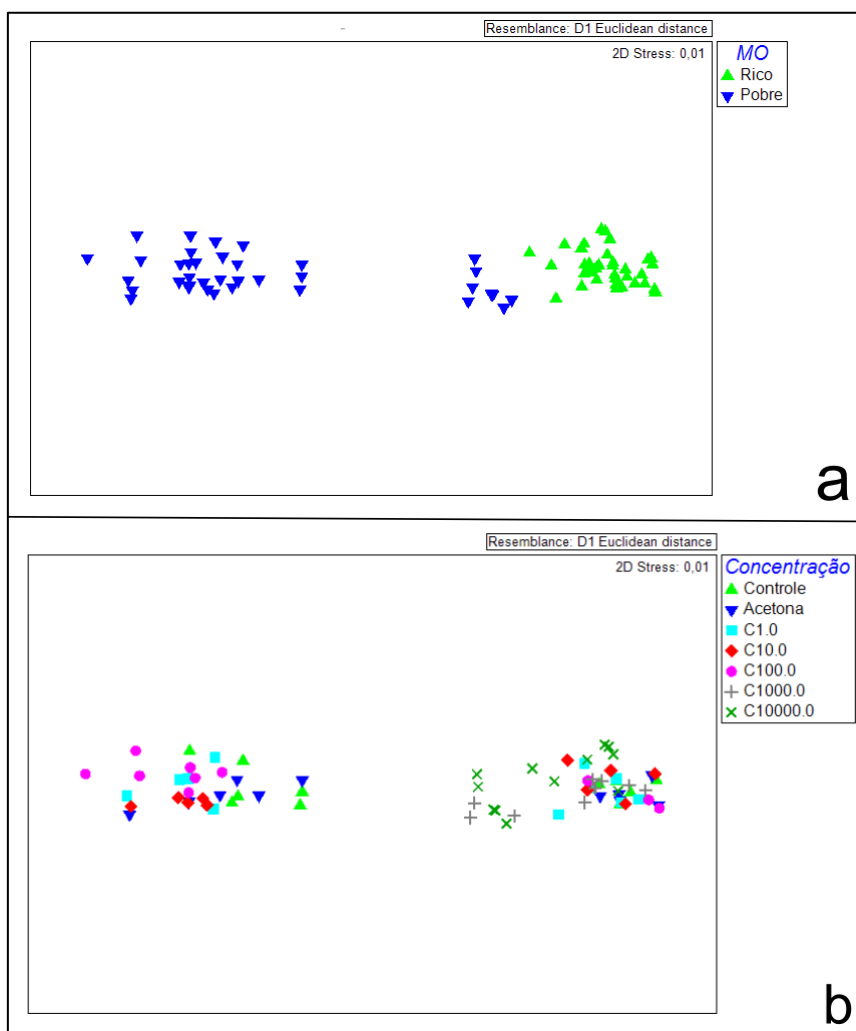 Resemblance: D1 Euclidean distance
2D Stress: 0,01
MO
Rico
Pobre
a
Resemblance: D1 Euclidean distance
2D Stress: 0,01
Concentração
Controle
Acetona
C1.0
C10.0
C100.0
C1000.0
C10000.0
b